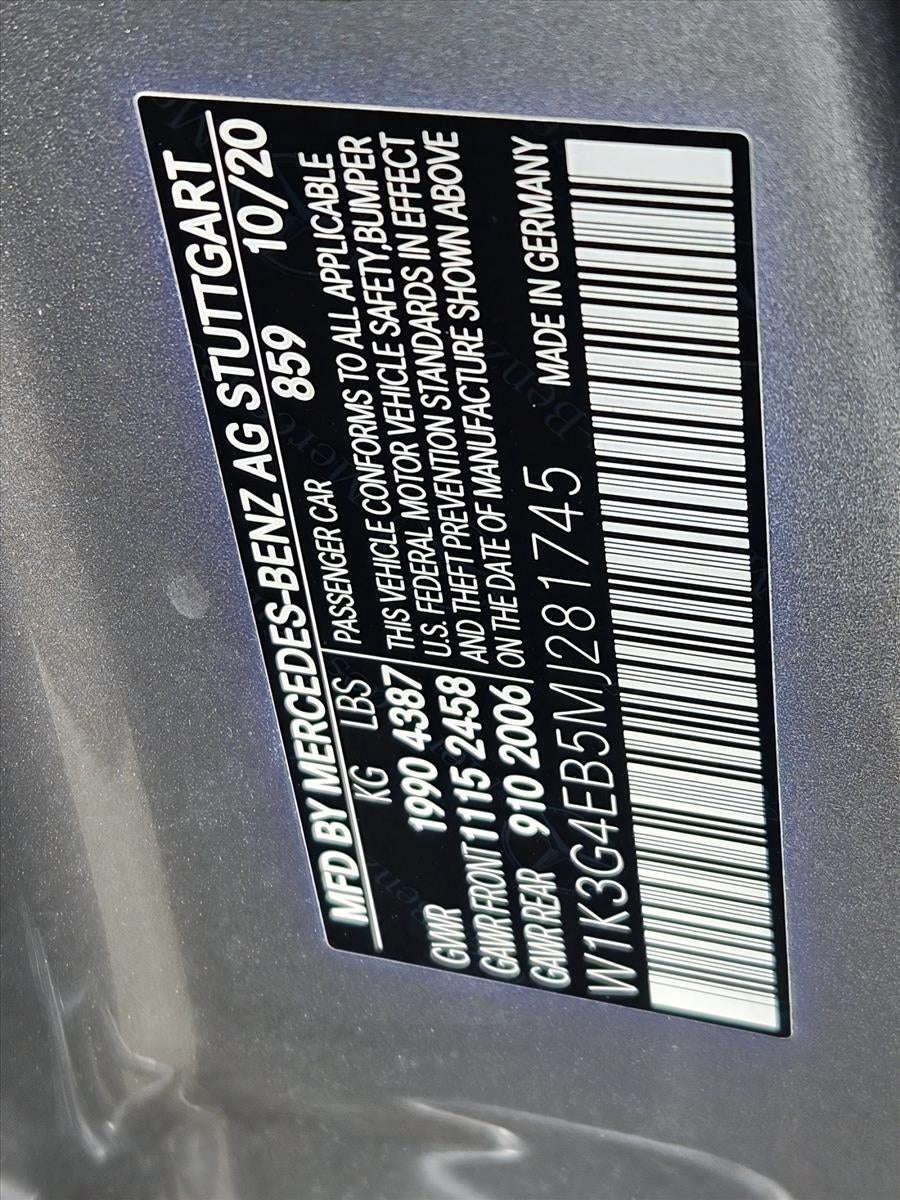 MFD BY MERCEDES-BENZ AG STUTTGART
859 10/20
KG LBS
GVWR 1990 4387
GAWR FRONT 1115 2458
GAWR REAR 910 2006
PASSENGER CAR
THIS VEHICLE CONFORMS TO ALL APPLICABLE
U.S. FEDERAL MOTOR VEHICLE SAFETY,BUMPER
AND THEFT PREVENTION STANDARDS IN EFFECT
ON THE DATE OF MANUFACTURE SHOWN ABOVE
W1K3G4EB5MJ281745 MADE IN GERMANY